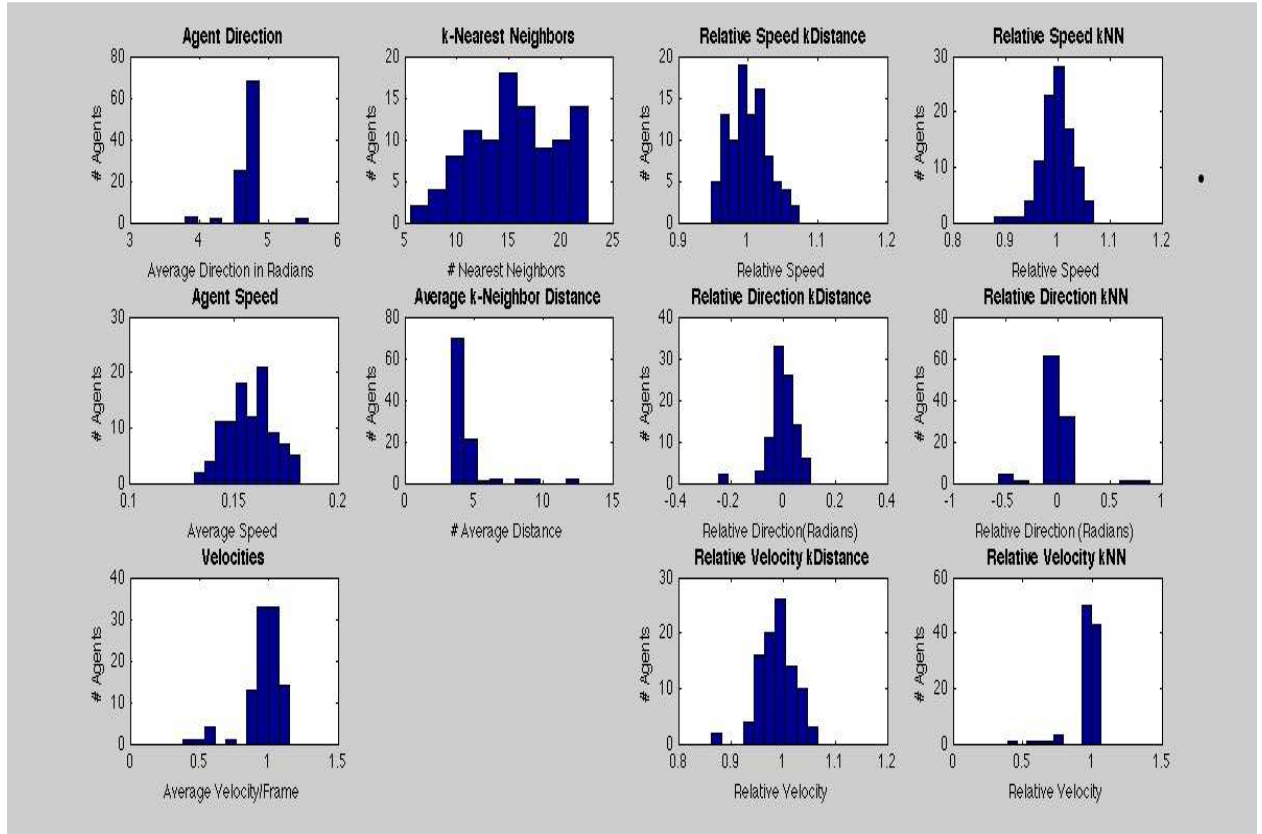 Agent Direction
80
60
40
20
0
# Agents
3 4 5 6
Average Direction in Radians
k-Nearest Neighbors
20
15
10
5
0
# Agents
5 10 15 20 25
# Nearest Neighbors
Relative Speed kDistance
20
15
10
5
0
# Agents
0.9 1 1.1 1.2
Relative Speed
Relative Speed kNN
30
20
10
0
# Agents
0.8 0.9 1 1.1 1.2
Relative Speed
Agent Speed
30
20
10
0
# Agents
0.1 0.15 0.2
Average Speed
Average k-Neighbor Distance
80
60
40
20
0
# Agents
0 5 10 15
# Average Distance
Relative Direction kDistance
40
30
20
10
0
# Agents
-0.4 -0.2 0 0.2 0.4
Relative Direction(Radians)
Relative Direction kNN
80
60
40
20
0
# Agents
-1 -0.5 0 0.5 1
Relative Direction (Radians)
Velocities
40
30
20
10
0
# Agents
0 0.5 1 1.5
Average Velocity/Frame
Relative Velocity kDistance
30
20
10
0
# Agents
0.8 0.9 1 1.1 1.2
Relative Velocity
Relative Velocity kNN
60
40
20
0
# Agents
0 0.5 1 1.5
Relative Velocity